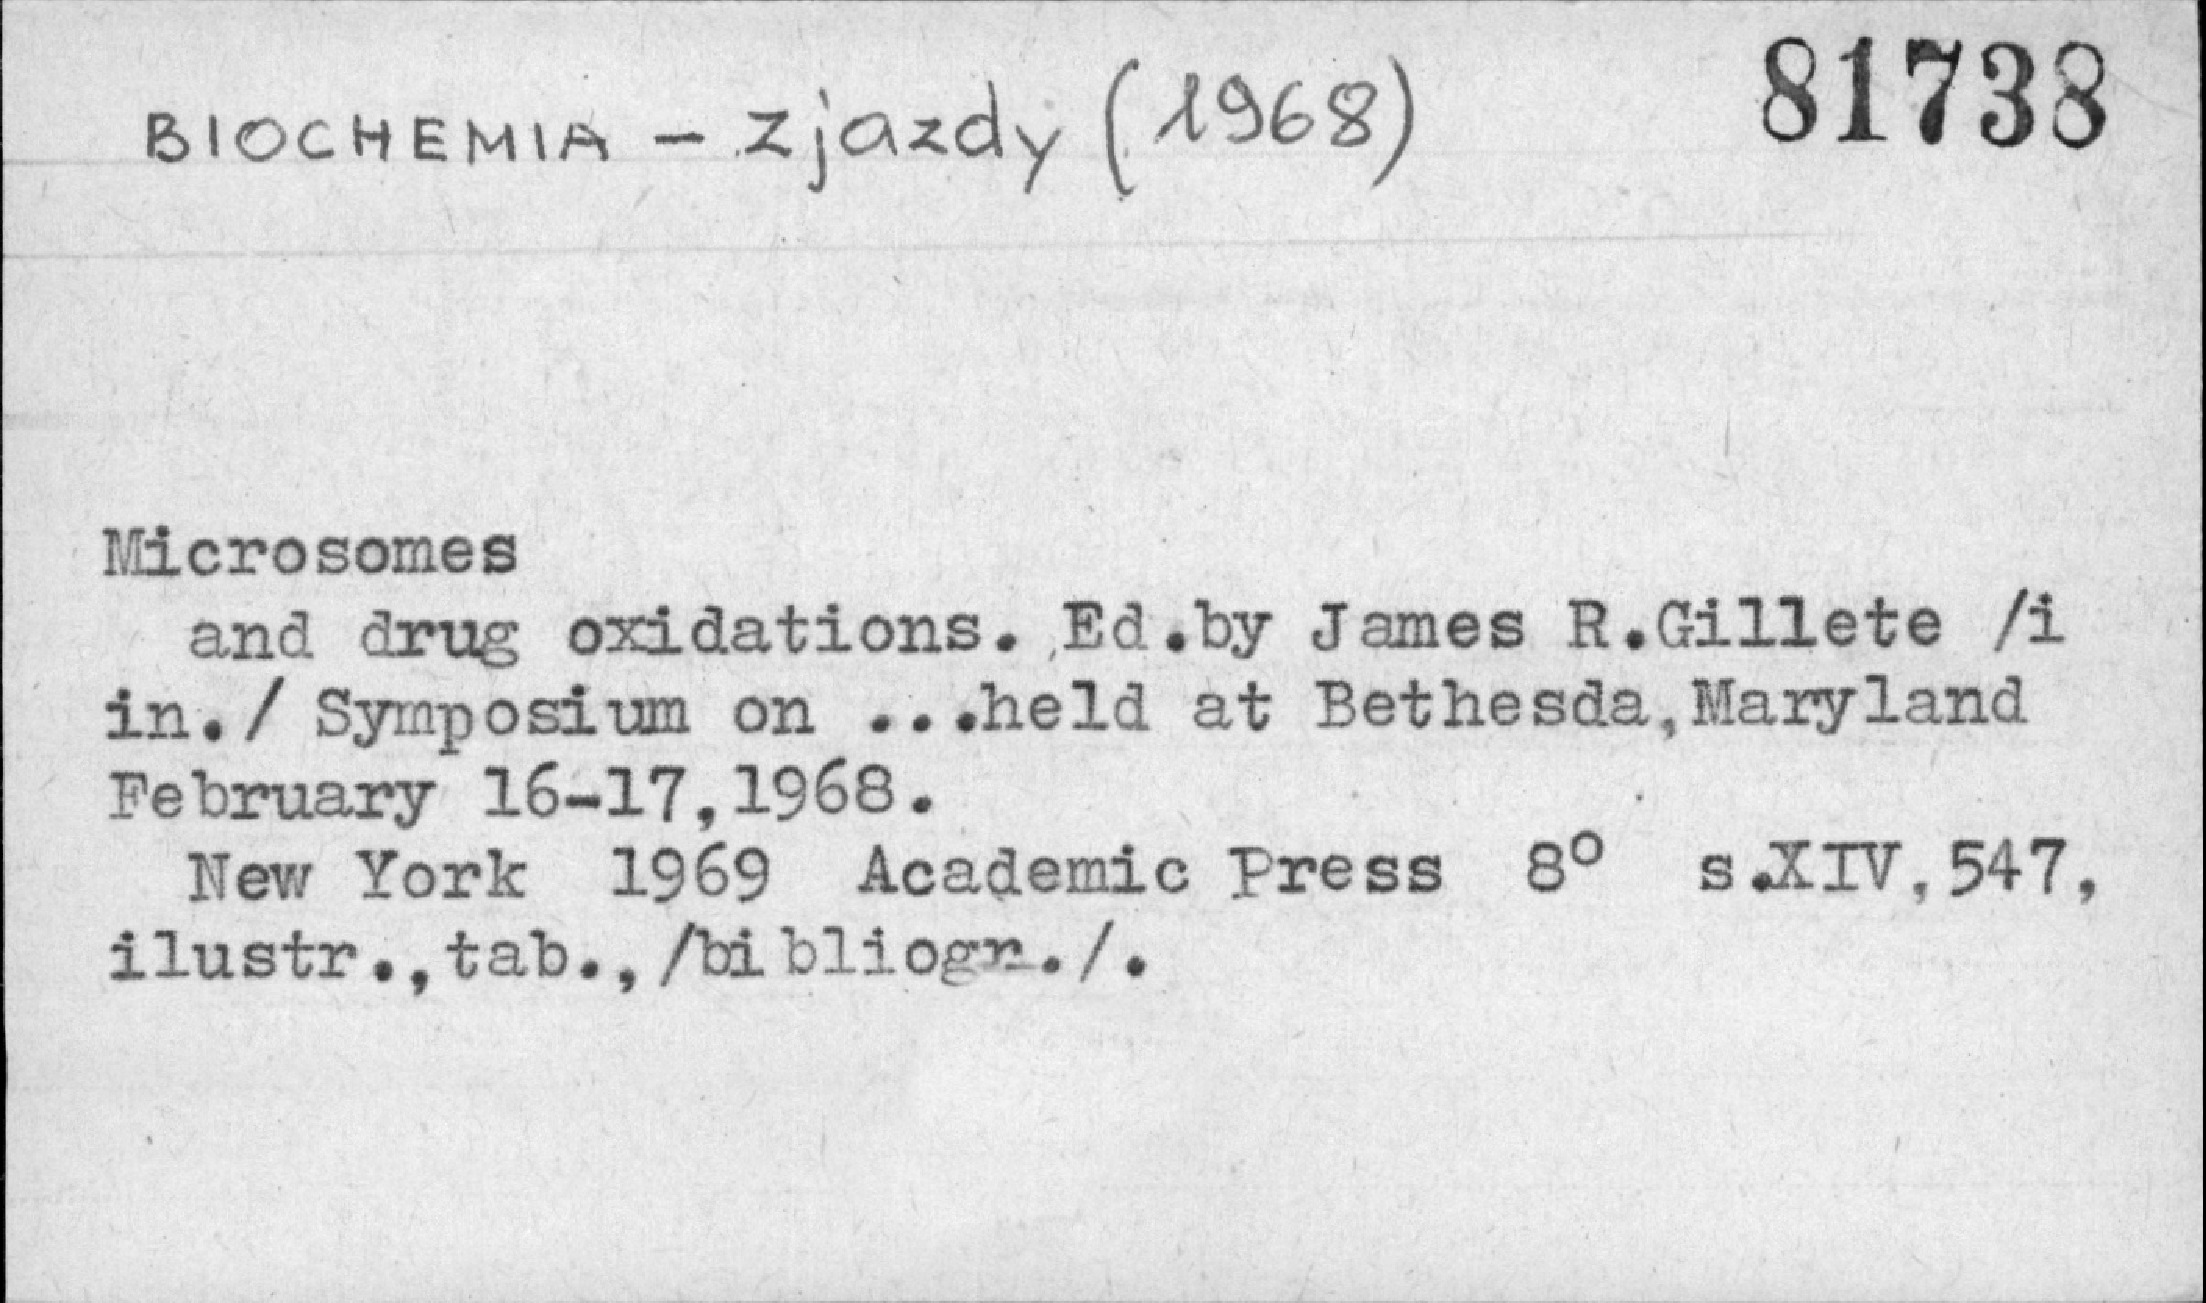 81738
BIOCHEMIA - zjazdy (1968)
Microsomes
and drug oxidations. Ed.by James R.Gillete /i
in./ Symposium on ...held at Bethesda,Maryland
February 16-17,1968.
New York 1969 Academic Press 8° s.XIV,547,
ilustr.,tab.,/bibliogr./.